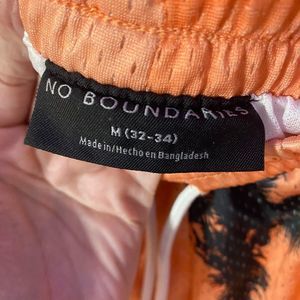 NO BOUNDARIES
M (32-34)
Made in/Hecho en Bangladesh